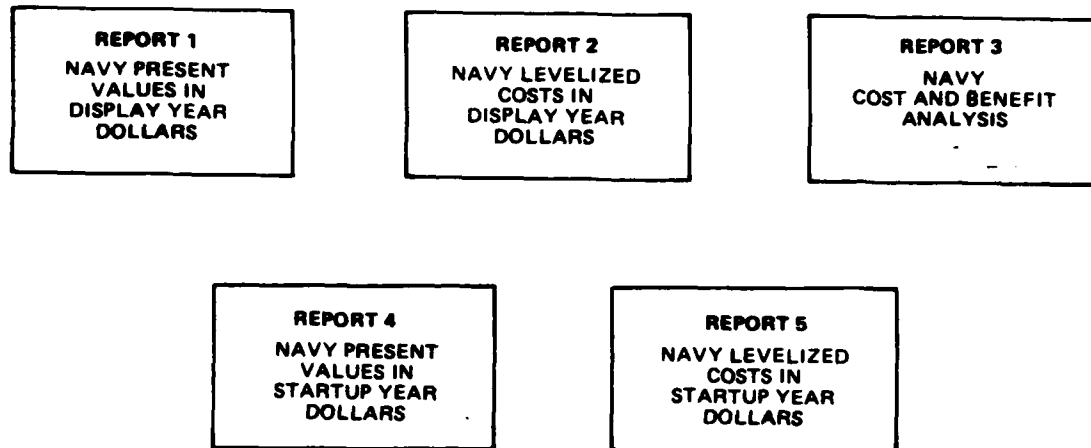 REPORT 1
NAVY PRESENT
VALUES IN
DISPLAY YEAR
DOLLARS
REPORT 2
NAVY LEVELIZED
COSTS IN
DISPLAY YEAR
DOLLARS
REPORT 3
NAVY
COST AND BENEFIT
ANALYSIS
REPORT 4
NAVY PRESENT
VALUES IN
STARTUP YEAR
DOLLARS
REPORT 5
NAVY LEVELIZED
COSTS IN
STARTUP YEAR
DOLLARS